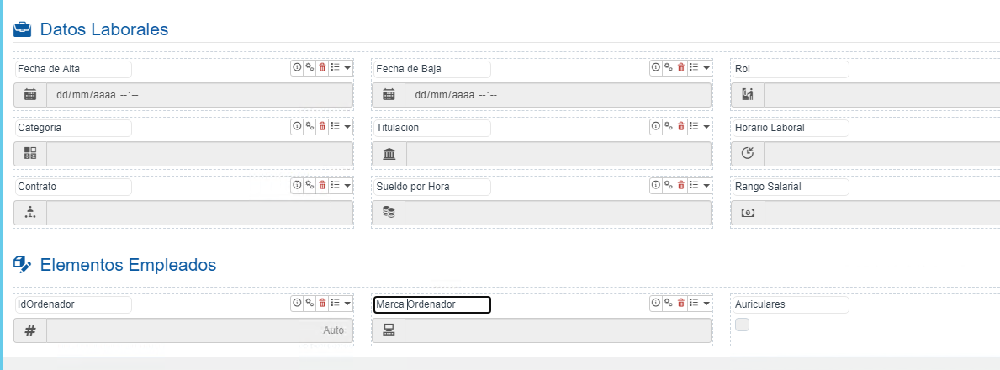 Datos Laborales
Fecha de Alta
Fecha de Baja
Rol
dd/mm/aaaa --:--
dd/mm/aaaa --:--
Categoria
Titulacion
Horario Laboral
Contrato
Sueldo por Hora
Rango Salarial
Elementos Empleados
IdOrdenador
Marca Ordenador
Auriculares
# Auto